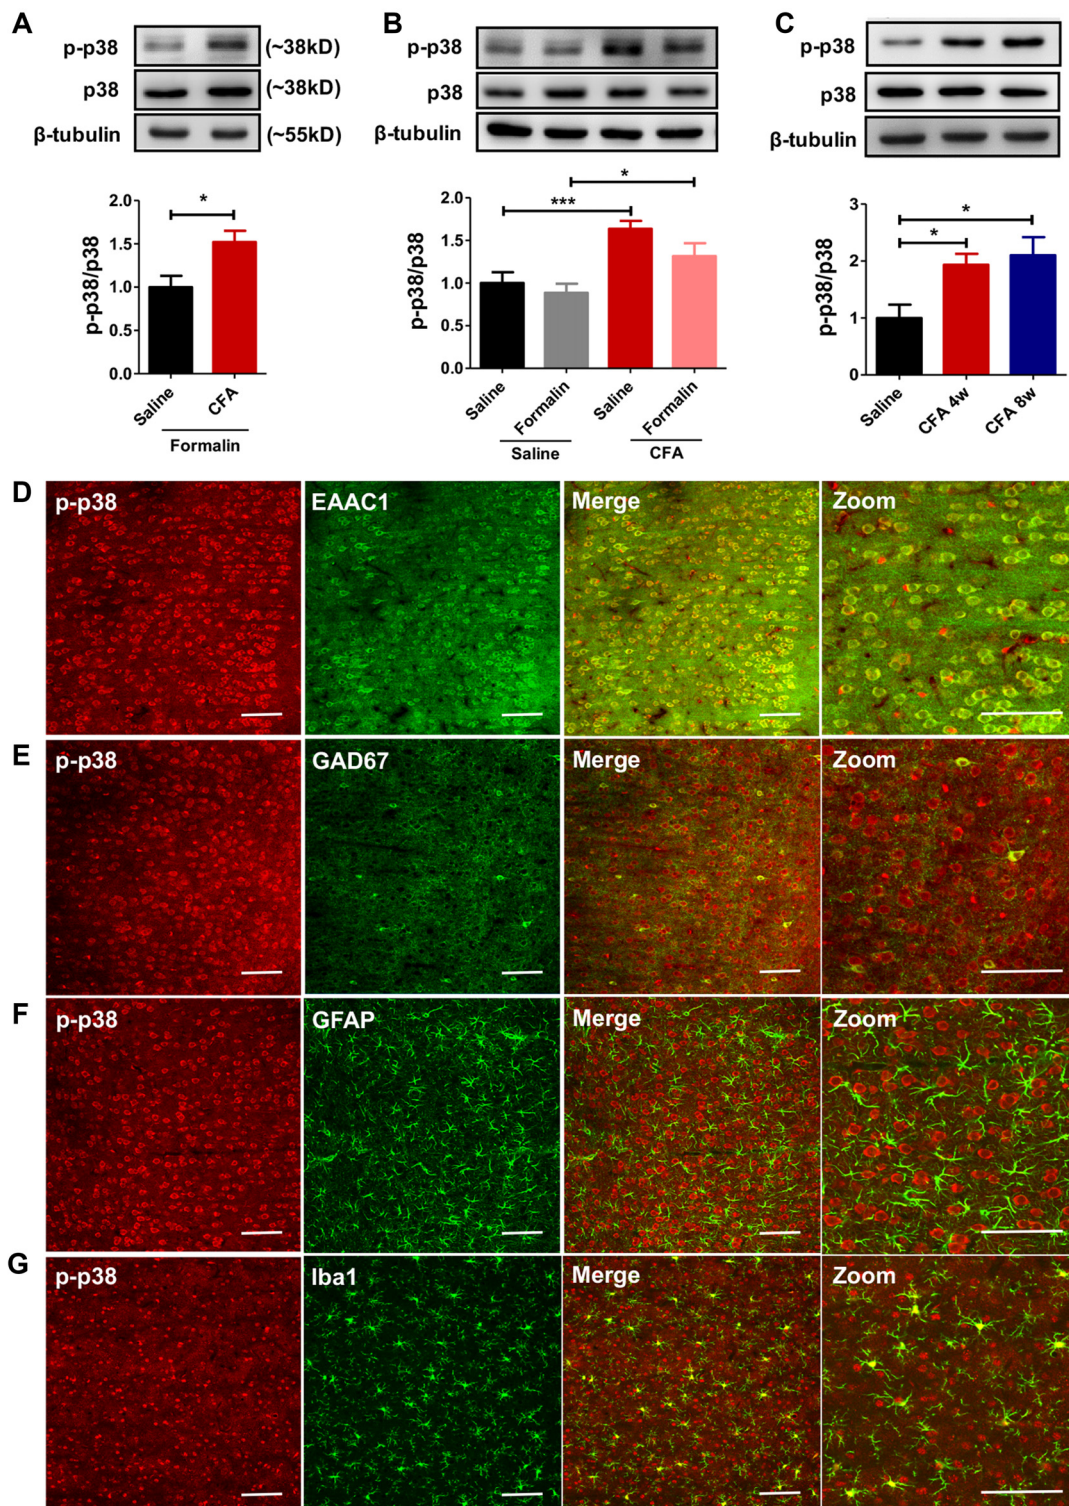 A
p-p38
(~38kD)
p38
(~38kD)
β-tubulin
(~55kD)
p-p38/p38
2.0
1.5
1.0
0.5
0.0
*
Saline
CFA
Formalin
B
p-p38
p38
β-tubulin
p-p38/p38
2.0
1.5
1.0
0.5
0.0
***
*
Saline
Formalin
Saline
Formalin
Saline
CFA
C
p-p38
p38
β-tubulin
p-p38/p38
3
2
1
0
*
*
Saline
CFA 4w
CFA 8w
D
p-p38
EAAC1
Merge
Zoom
E
p-p38
GAD67
Merge
Zoom
F
p-p38
GFAP
Merge
Zoom
G
p-p38
Iba1
Merge
Zoom